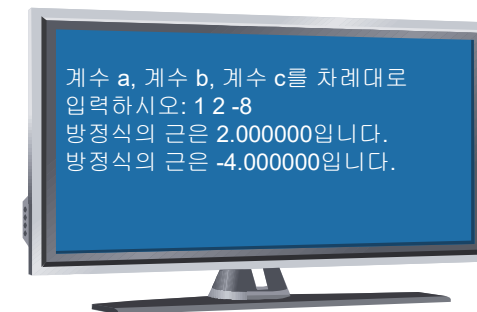 계수 a, 계수 b, 계수 c를 차례대로
입력하시오: 1 2 -8
방정식의 근은 2.000000입니다.
방정식의 근은 -4.000000입니다.